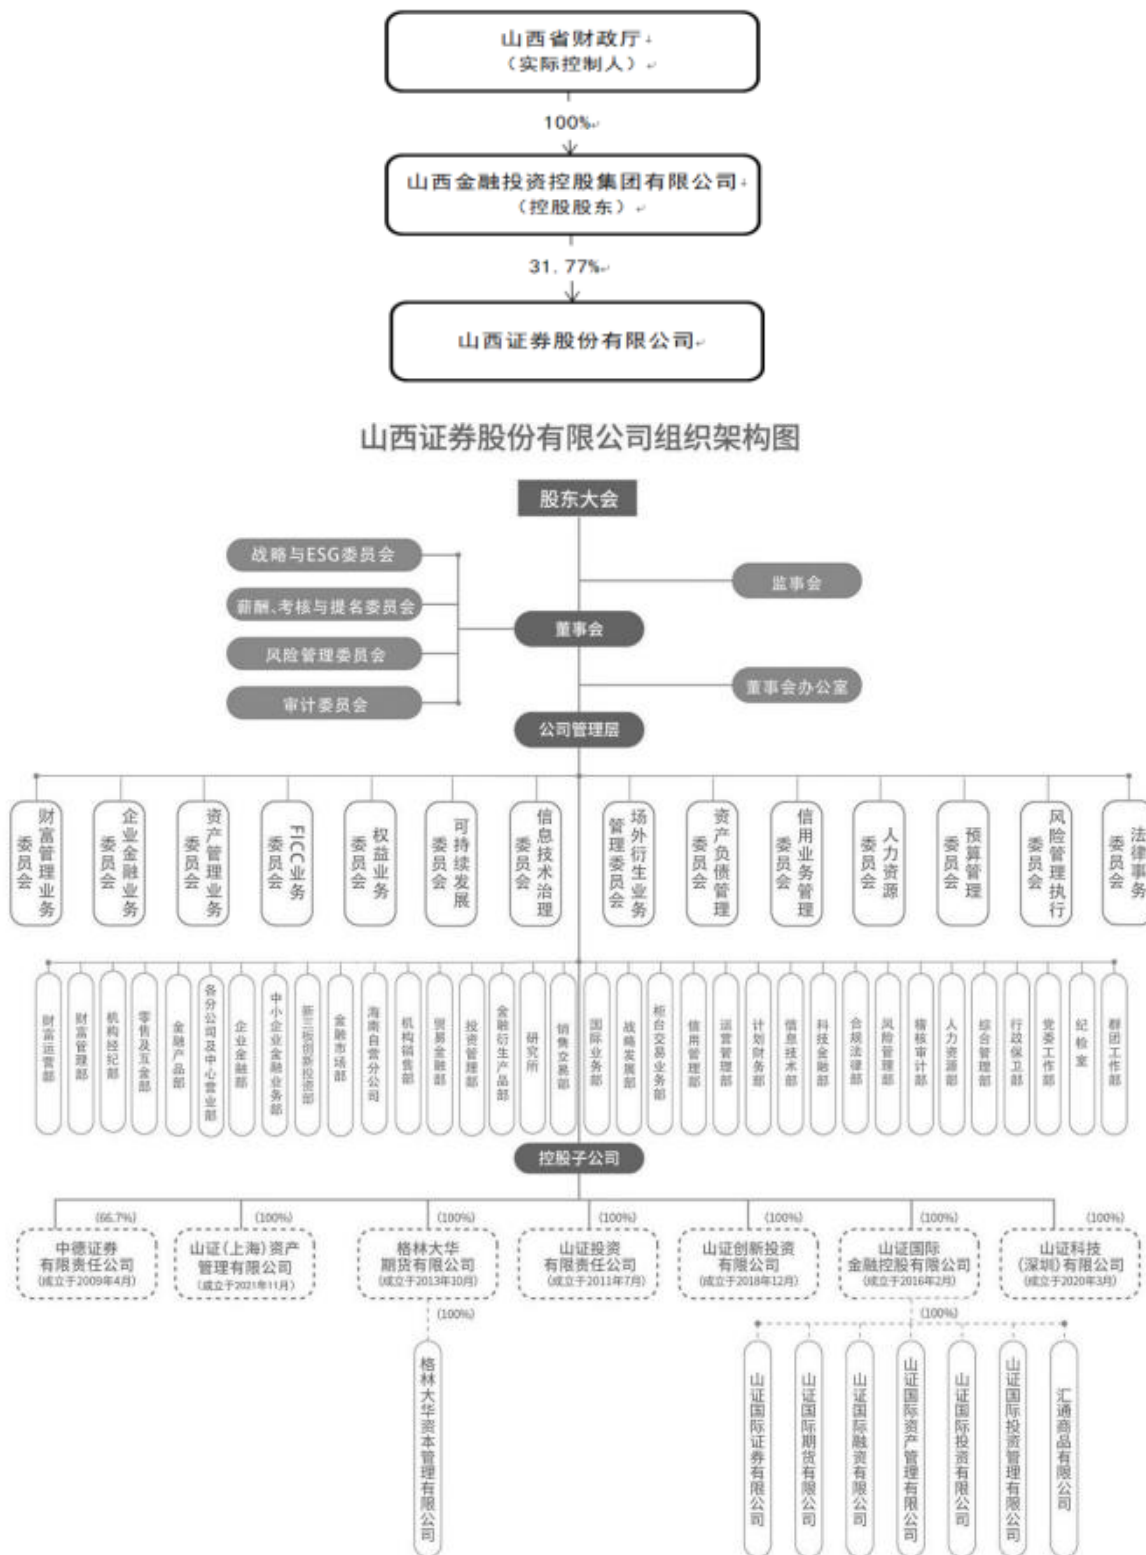 山西省财政厅
（实际控制人）
100%
山西金融投资控股集团有限公司
（控股股东）
31.77%
山西证券股份有限公司
山西证券股份有限公司组织架构图
股东大会
战略与ESG委员会
监事会
薪酬、考核与提名委员会
董事会
风险管理委员会
董事会办公室
审计委员会
公司管理层
财富管理业务
委员会
企业金融业务
委员会
资产管理业务
委员会
FICC业务
委员会
权益业务
委员会
可持续发展
委员会
信息技术治理
委员会
场外衍生业务
管理委员会
资产负债管理
委员会
信用业务管理
委员会
人力资源
委员会
预算管理
委员会
风险管理执行
委员会
法律事务
委员会
财富运营部
财富管理部
机构经纪部
零售及互金部
金融产品部
各分公司及中心营业部
企业金融部
中小企业金融业务部
新三板创新投资部
金融市场部
海南自营分公司
机构销售部
贸易金融部
投资管理部
金融衍生产品部
研究所
销售交易部
国际业务部
战略发展部
柜台交易业务部
信用管理部
运营管理部
计划财务部
信息技术部
科技金融部
合规法律部
风险管理部
稽核审计部
人力资源部
综合管理部
行政保卫部
党委工作部
纪检室
群团工作部
控股子公司
(66.7%)
中德证券
有限责任公司
(成立于2009年4月)
(100%)
山证(上海)资产
管理有限公司
(成立于2021年11月)
(100%)
格林大华
期货有限公司
(成立于2013年10月)
(100%)
山证投资
有限责任公司
(成立于2011年7月)
(100%)
山证创新投资
有限公司
(成立于2018年12月)
(100%)
山证国际
金融控股有限公司
(成立于2016年2月)
(100%)
山证科技
(深圳)有限公司
(成立于2020年3月)
(100%)
格林大华资本管理有限公司
(100%)
山证国际证券有限公司
山证国际期货有限公司
山证国际融资有限公司
山证国际资产管理有限公司
山证国际投资有限公司
山证国际投资管理有限公司
汇通商品有限公司